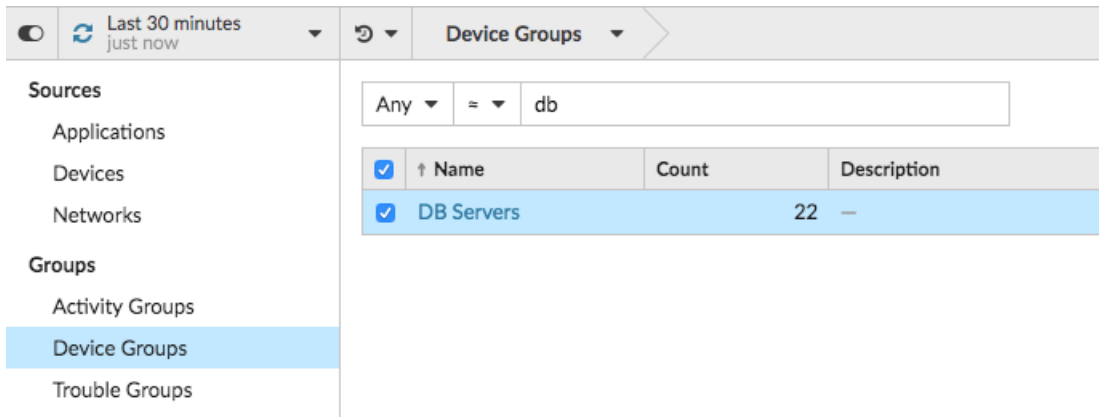 Last 30 minutes
just now
Device Groups
Sources
Applications
Devices
Networks
Groups
Activity Groups
Device Groups
Trouble Groups
Any ≈ db
↑ Name Count Description
DB Servers 22 —